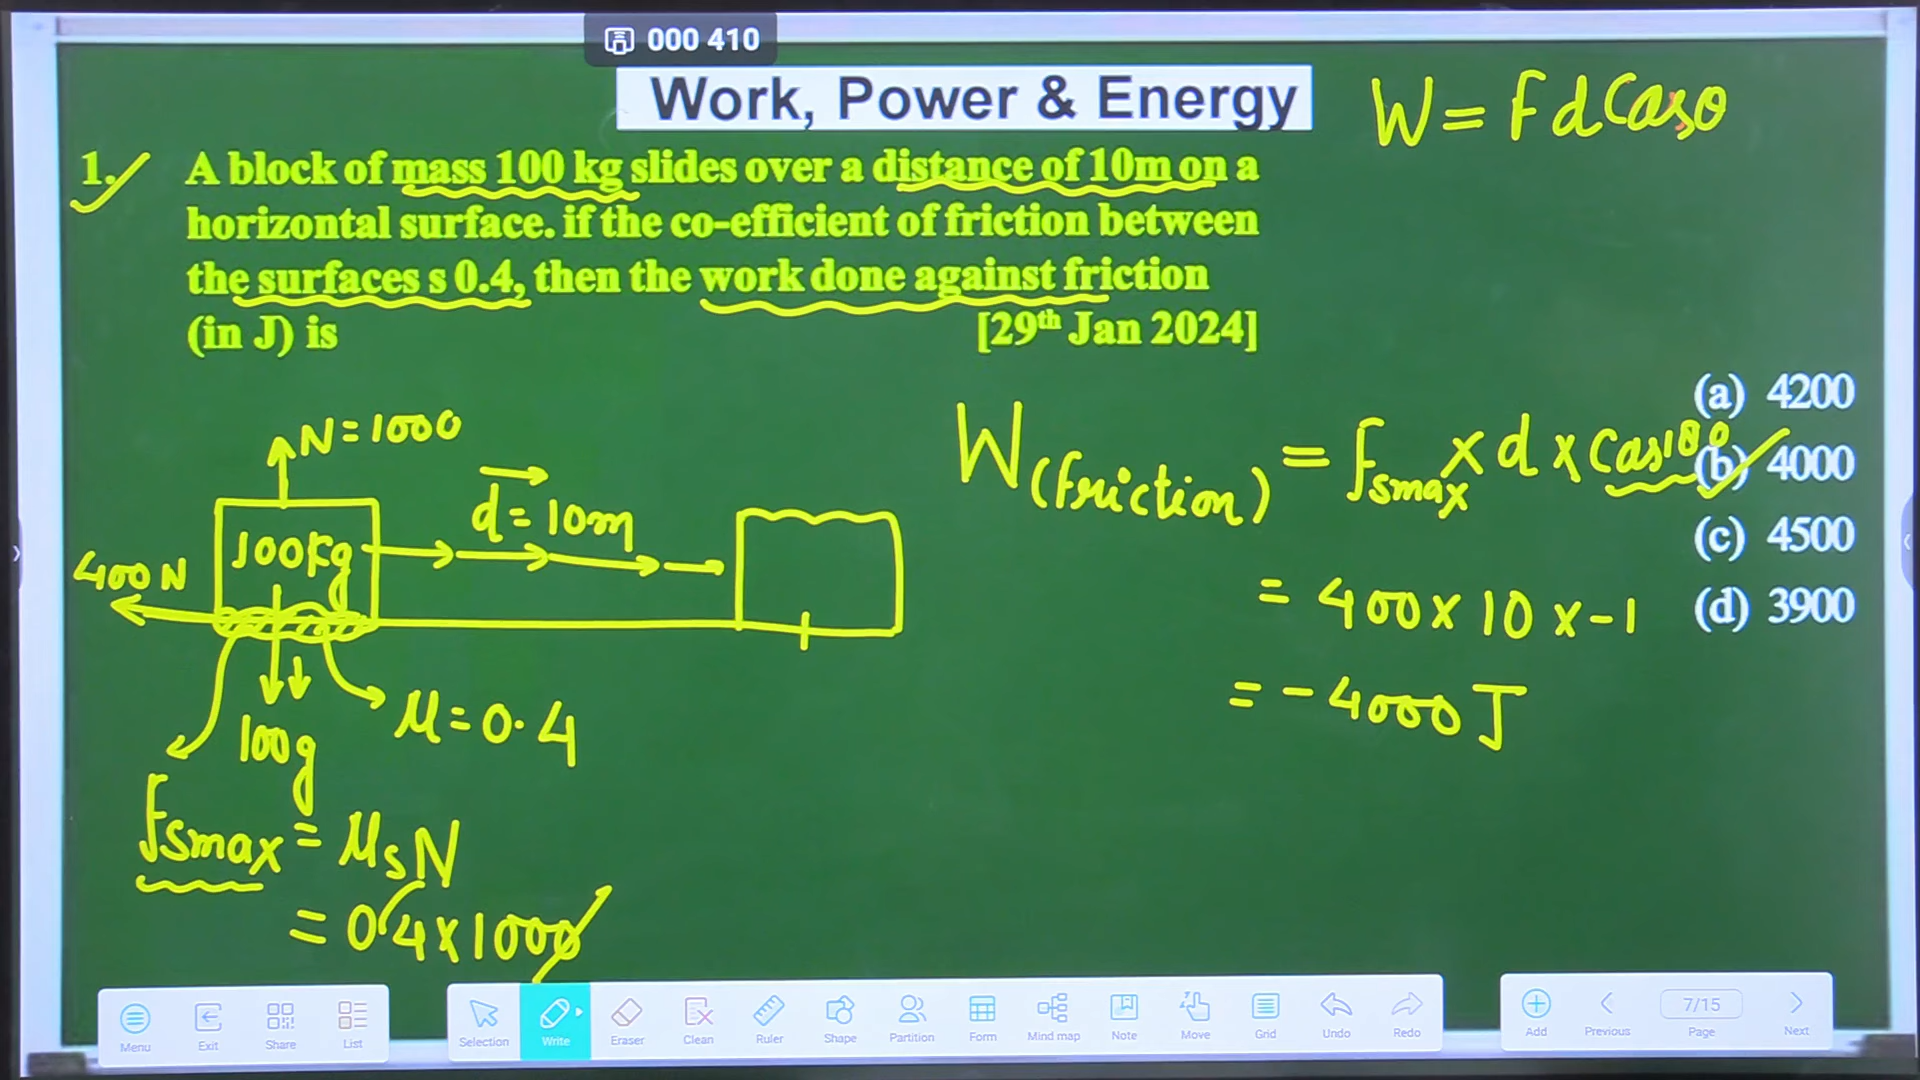 000 410
Work, Power & Energy
W = F d Cosθ
1. A block of mass 100 kg slides over a distance of 10m on a
horizontal surface. if the co-efficient of friction between
the surfaces s 0.4, then the work done against friction
(in J) is [29th Jan 2024]
(a) 4200
(b) 4000
(c) 4500
(d) 3900
N = 1000
d = 10m
100Kg
400 N
100g
μ = 0.4
fsmax = μsN
= 0.4 x 1000
W(friction) = fsmax x d x Cos180
= 400 x 10 x -1
= - 4000 J
Menu
Exit
Share
List
Selection
Write
Eraser
Clean
Ruler
Shape
Partition
Form
Mind map
Note
Move
Grid
Undo
Redo
Add
Previous
7/15
Page
Next